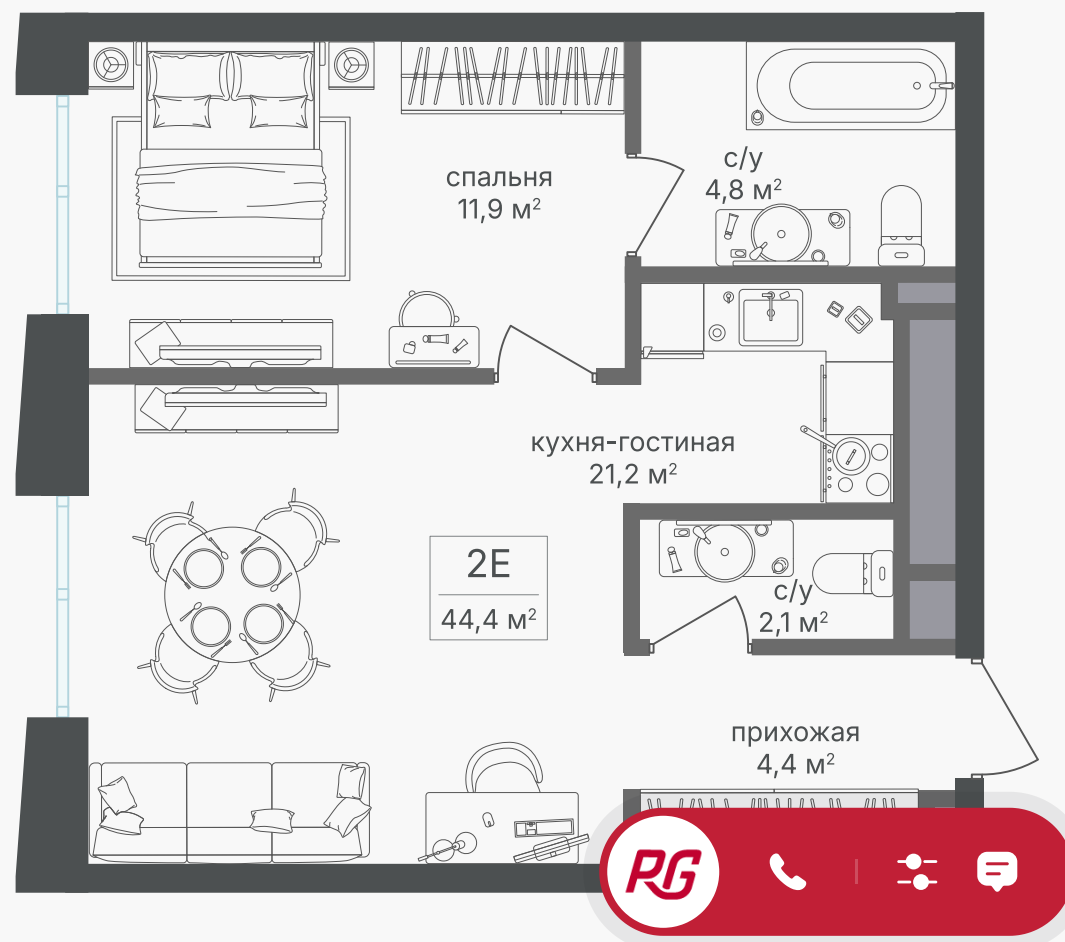 спальня
11,9 м²
с/у
4,8 м²
кухня-гостиная
21,2 м²
2Е
44,4 м²
с/у
2,1 м²
прихожая
4,4 м²
RG